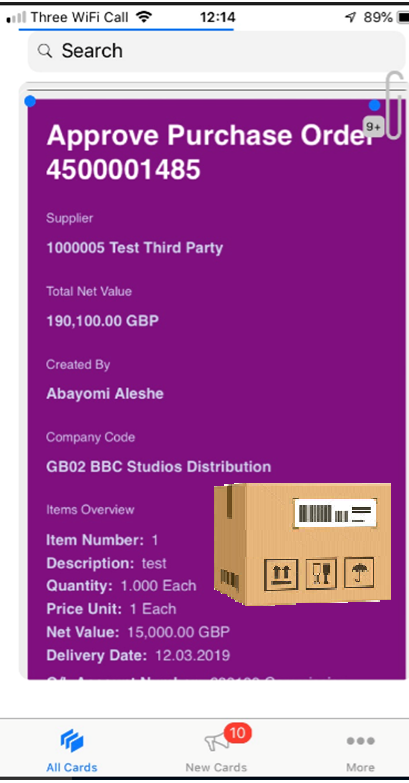 Three WiFi Call 12:14 89%
Search
Approve Purchase Order
9+
4500001485
Supplier
1000005 Test Third Party
Total Net Value
190,100.00 GBP
Created By
Abayomi Aleshe
Company Code
GB02 BBC Studios Distribution
Items Overview
Item Number: 1
Description: test
Quantity: 1.000 Each
Price Unit: 1 Each
Net Value: 15,000.00 GBP
Delivery Date: 12.03.2019
10
All Cards New Cards More